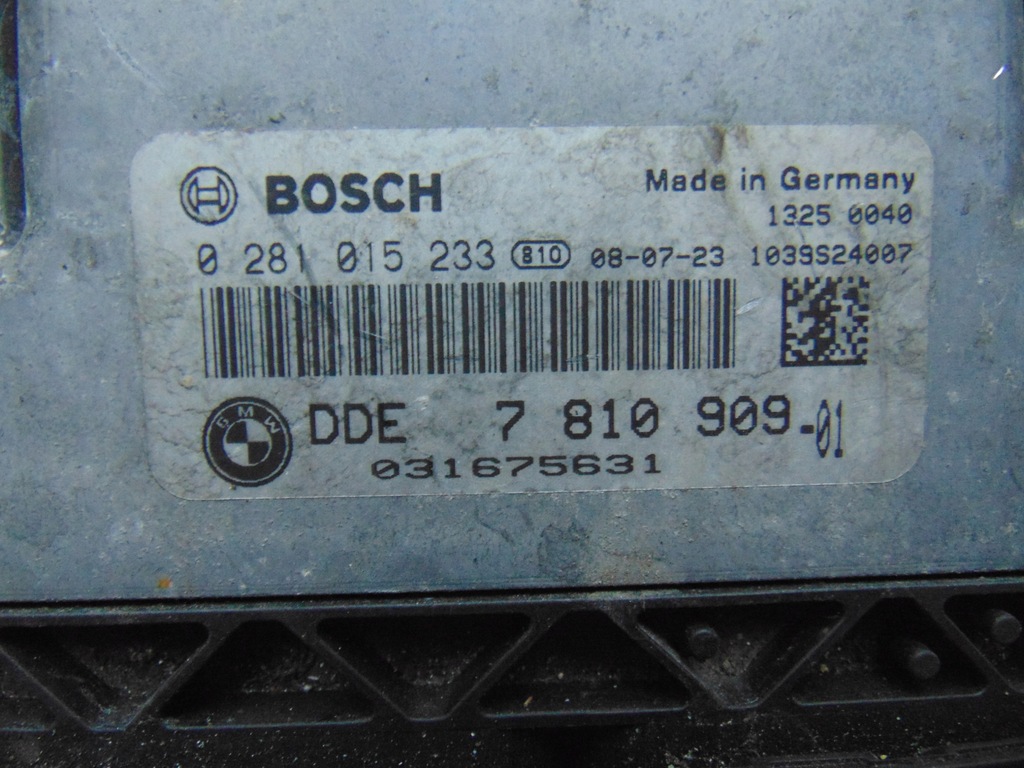 BOSCH Made in Germany
1325 0040
0 281 015 233 810 08-07-23 1039S24007
BMW DDE 7 810 909-01
031675631